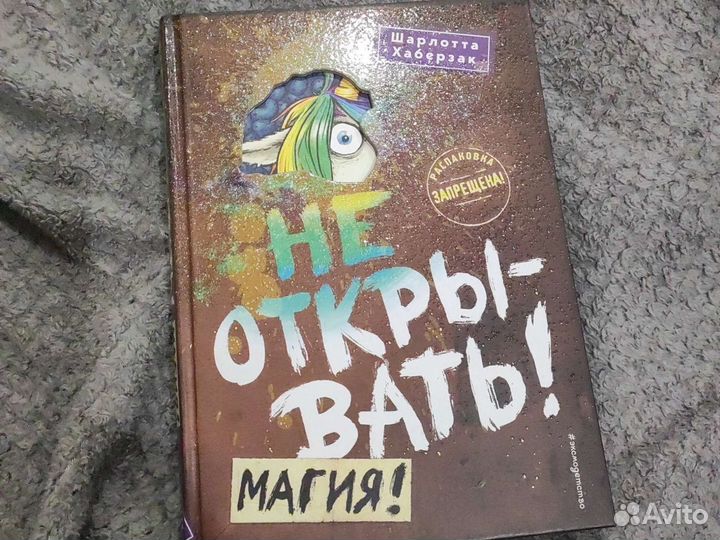 Шарлотта
Хаберзак
РАСПАКОВКА
ЗАПРЕЩЕНА!
НЕ
ОТКРЫ-
ВАТЬ!
МАГИЯ!
#эксмодетство
Avito